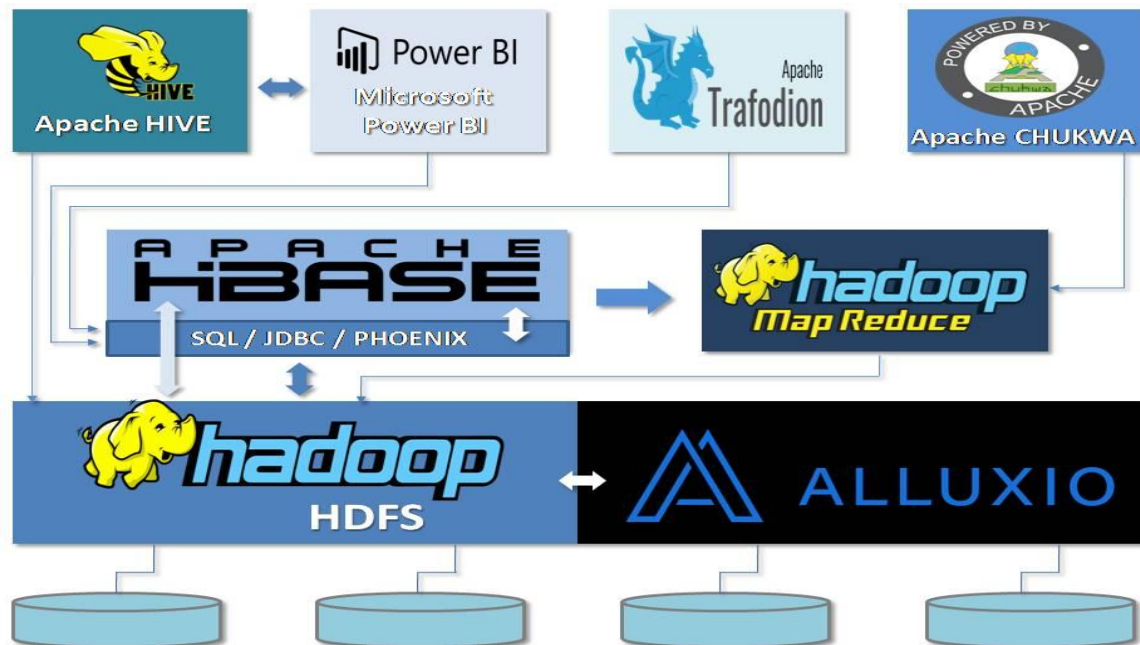 HIVE
Apache HIVE
Power BI
Microsoft
Power BI
Apache
Trafodion
POWERED BY
chukwa
APACHE
Apache CHUKWA
APACHE
HBASE
SQL / JDBC / PHOENIX
hadoop
Map Reduce
hadoop
HDFS
ALLUXIO